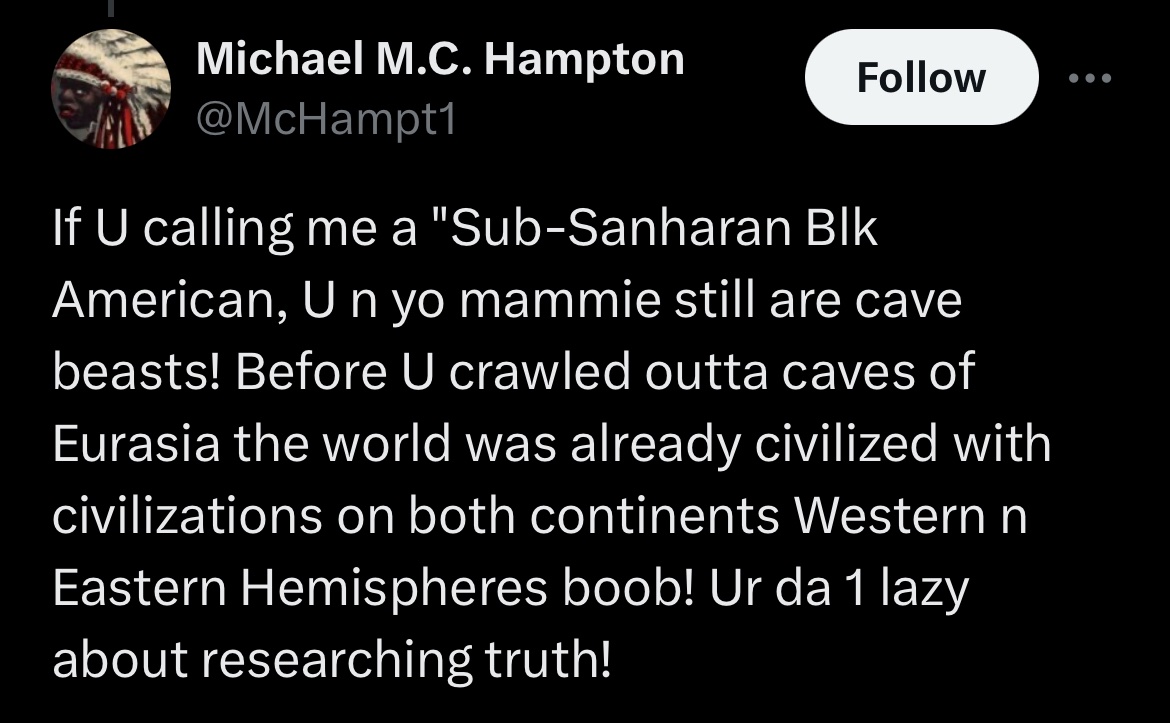 Michael M.C. Hampton
@McHampt1
Follow
If U calling me a "Sub-Sanharan Blk
American, U n yo mammie still are cave
beasts! Before U crawled outta caves of
Eurasia the world was already civilized with
civilizations on both continents Western n
Eastern Hemispheres boob! Ur da 1 lazy
about researching truth!